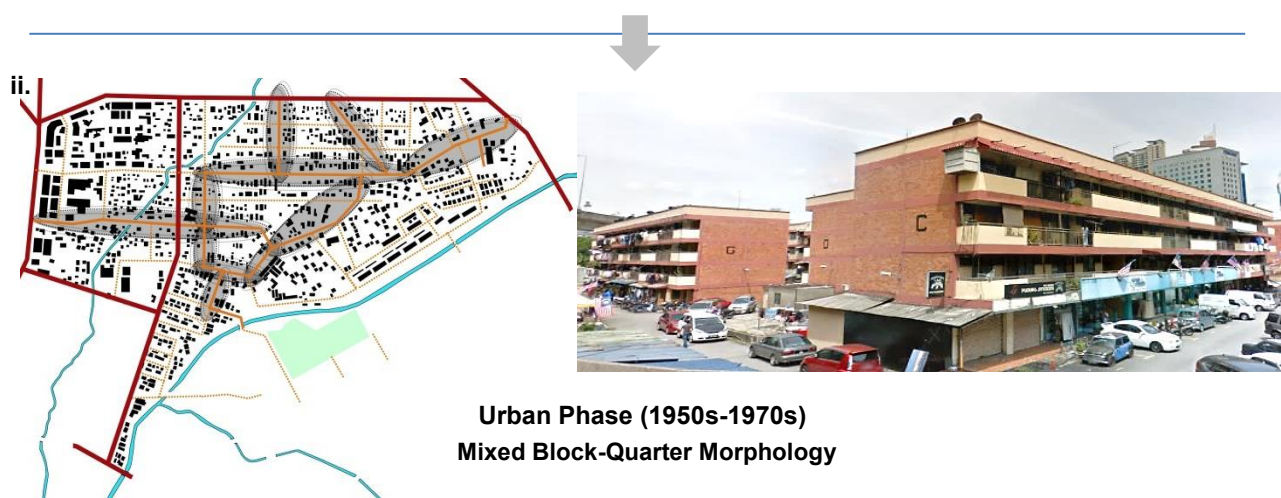 ii.
G
C
Urban Phase (1950s-1970s)
Mixed Block-Quarter Morphology